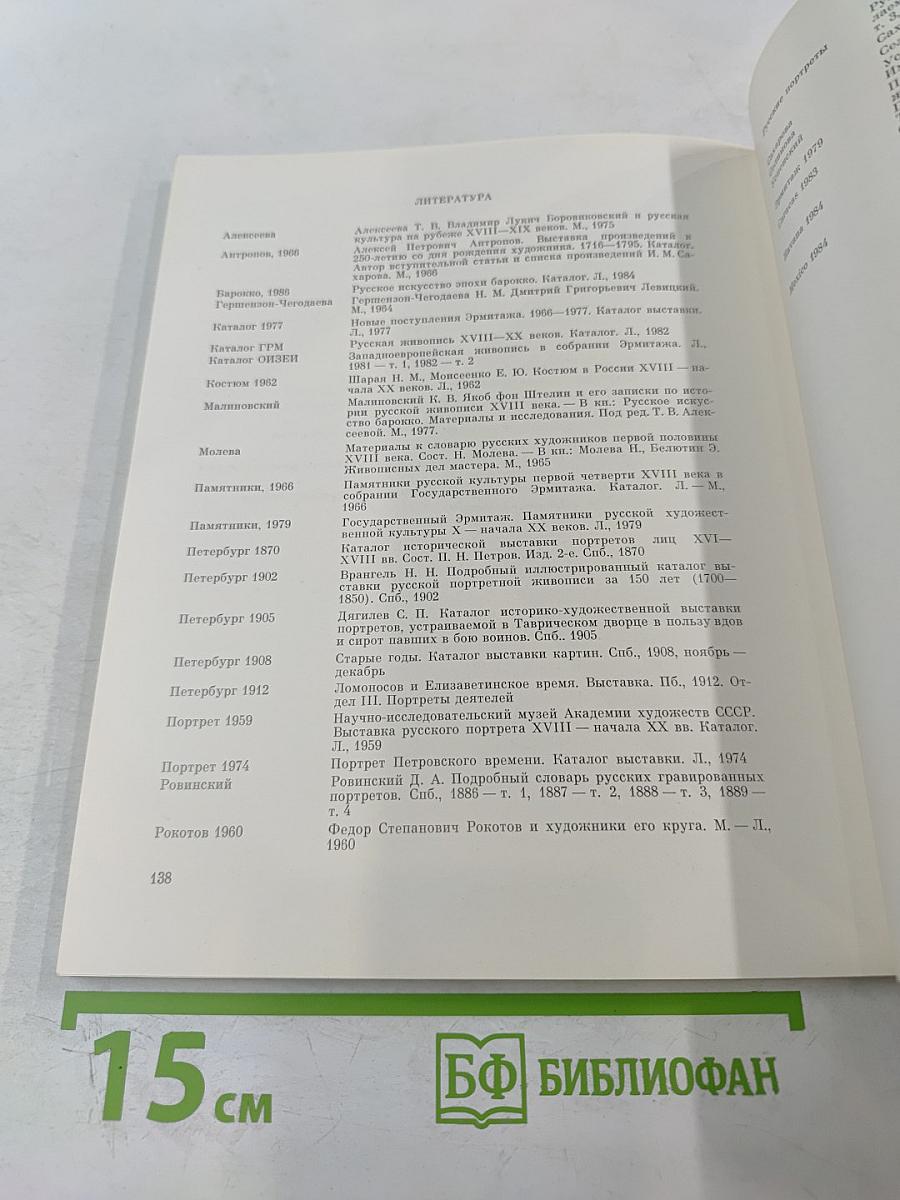 ЛИТЕРАТУРА
Алексеева Алексеева Т. В. Владимир Лукич Боровиковский и русская
культура на рубеже XVIII—XIX веков. М., 1975
Антропов, 1966 Алексей Петрович Антропов. Выставка произведений к
250-летию со дня рождения художника. 1716—1795. Каталог.
Автор вступительной статьи и списка произведений И. М. Са-
харова. М., 1966
Барокко, 1986 Русское искусство эпохи барокко. Каталог. Л., 1984
Гершензон-Чегодаева Гершензон-Чегодаева Н. М. Дмитрий Григорьевич Левицкий.
М., 1964
Каталог 1977 Новые поступления Эрмитажа. 1966—1977. Каталог выставки.
Л., 1977
Каталог ГРМ Русская живопись XVIII—XX веков. Каталог. Л., 1982
Каталог ОИЗЕИ Западноевропейская живопись в собрании Эрмитажа. Л.,
1981 — т. 1, 1982 — т. 2
Костюм 1962 Шарая Н. М., Моисеенко Е. Ю. Костюм в России XVIII — на-
чала XX веков. Л., 1962
Малиновский Малиновский К. В. Якоб фон Штелин и его записки по исто-
рии русской живописи XVIII века. — В кн.: Русское искус-
ство барокко. Материалы и исследования. Под ред. Т. В. Алек-
сеевой. М., 1977.
Молева Материалы к словарю русских художников первой половины
XVIII века. Сост. Н. Молева. — В кн.: Молева Н., Белютин Э.
Живописных дел мастера. М., 1965
Памятники, 1966 Памятники русской культуры первой четверти XVIII века в
собрании Государственного Эрмитажа. Каталог. Л. — М.,
1966
Памятники, 1979 Государственный Эрмитаж. Памятники русской художест-
венной культуры X — начала XX веков. Л., 1979
Петербург 1870 Каталог исторической выставки портретов лиц XVI—
XVIII вв. Сост. П. Н. Петров. Изд. 2-е. Спб., 1870
Петербург 1902 Врангель Н. Н. Подробный иллюстрированный каталог вы-
ставки русской портретной живописи за 150 лет (1700—
1850). Спб., 1902
Петербург 1905 Дягилев С. П. Каталог историко-художественной выставки
портретов, устраиваемой в Таврическом дворце в пользу вдов
и сирот павших в бою воинов. Спб.. 1905
Петербург 1908 Старые годы. Каталог выставки картин. Спб., 1908, ноябрь —
декабрь
Петербург 1912 Ломоносов и Елизаветинское время. Выставка. Пб., 1912. От-
дел III. Портреты деятелей
Портрет 1959 Научно-исследовательский музей Академии художеств СССР.
Выставка русского портрета XVIII — начала XX вв. Каталог.
Л., 1959
Портрет 1974 Портрет Петровского времени. Каталог выставки. Л., 1974
Ровинский Ровинский Д. А. Подробный словарь русских гравированных
портретов. Спб., 1886 — т. 1, 1887 — т. 2, 1888 — т. 3, 1889 —
т. 4
Рокотов 1960 Федор Степанович Рокотов и художники его круга. М. — Л.,
1960
138
Русские портреты
Сахарова
Успенский
Эрмитаж 1979
Caracas 1983
Havana 1984
Mexico 1984
15 см
БФ БИБЛИОФАН